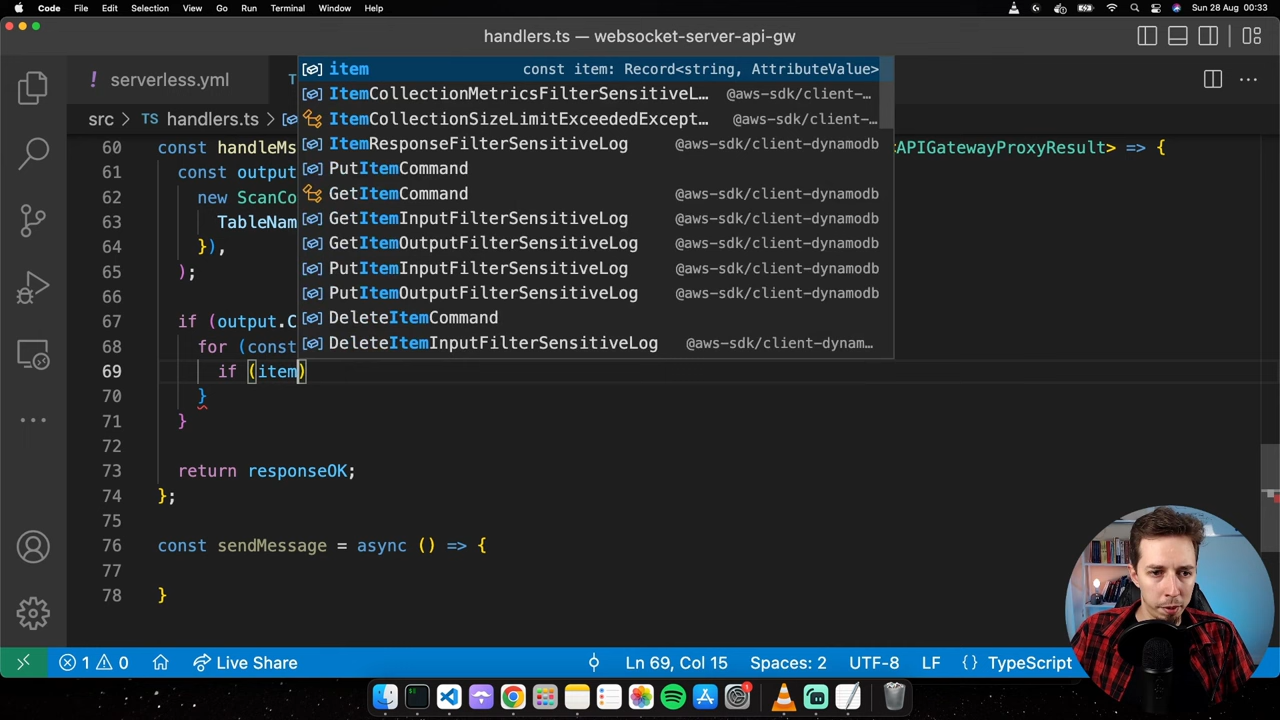 Code File Edit Selection View Go Run Terminal Window Help Sun 28 Aug 00:33
handlers.ts — websocket-server-api-gw
! serverless.yml
src > TS handlers.ts >
item const item: Record<string, AttributeValue>
ItemCollectionMetricsFilterSensitiveL… @aws-sdk/client-…
ItemCollectionSizeLimitExceededExcept… @aws-sdk/client-…
ItemResponseFilterSensitiveLog @aws-sdk/client-dynamodb
PutItemCommand
GetItemCommand @aws-sdk/client-dynamodb
GetItemInputFilterSensitiveLog @aws-sdk/client-dynamodb
GetItemOutputFilterSensitiveLog @aws-sdk/client-dynamodb
PutItemInputFilterSensitiveLog @aws-sdk/client-dynamodb
PutItemOutputFilterSensitiveLog @aws-sdk/client-dynamodb
DeleteItemCommand
DeleteItemInputFilterSensitiveLog @aws-sdk/client-dynam…
60 const handleMs <APIGatewayProxyResult> => {
61 const output
62 new ScanCo
63 TableNam
64 }),
65 );
66
67 if (output.C
68 for (const
69 if (item)
70 }
71 }
72
73 return responseOK;
74 };
75
76 const sendMessage = async () => {
77
78 }
1 0 Live Share Ln 69, Col 15 Spaces: 2 UTF-8 LF {} TypeScript